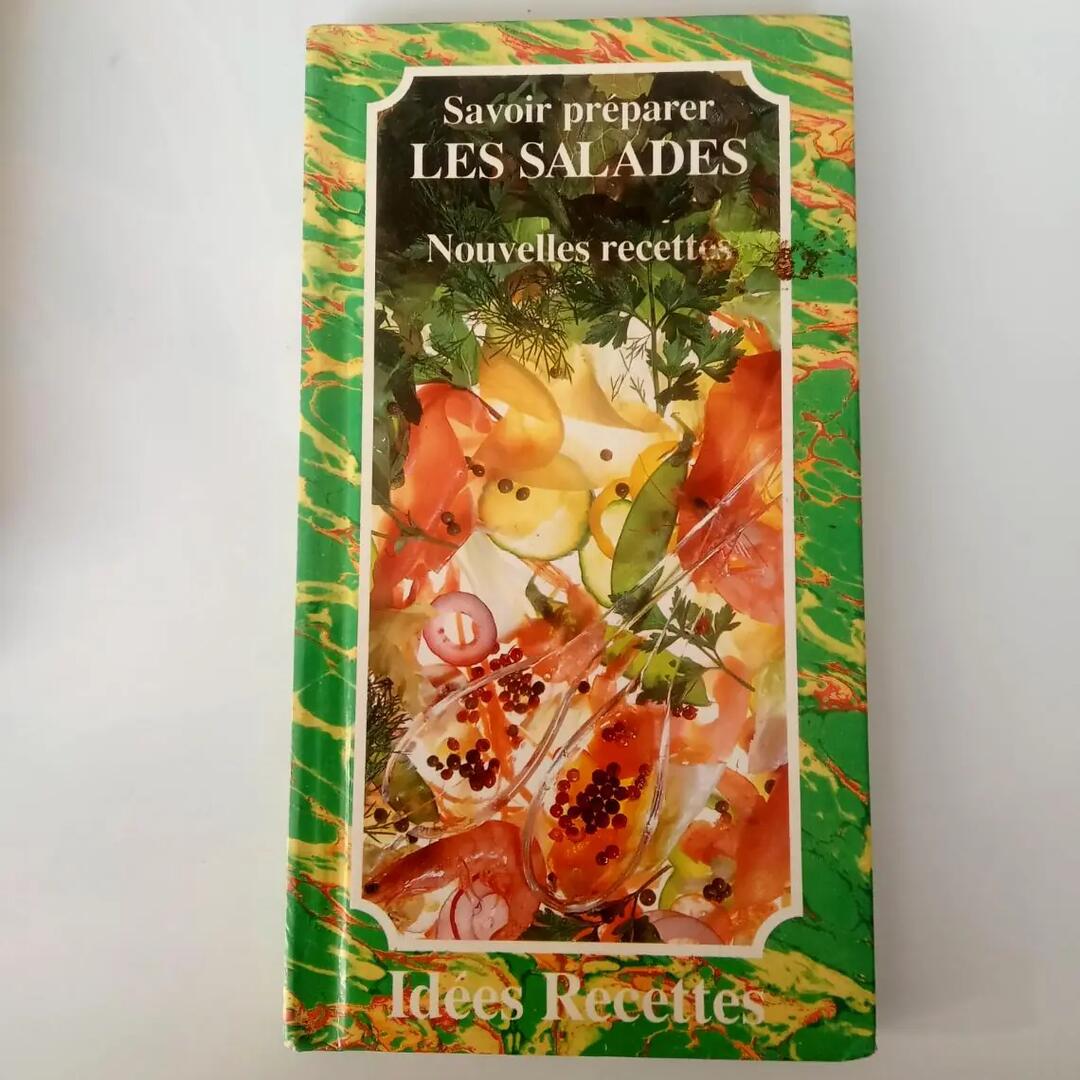 Savoir préparer
LES SALADES
Nouvelles recettes
Idées Recettes